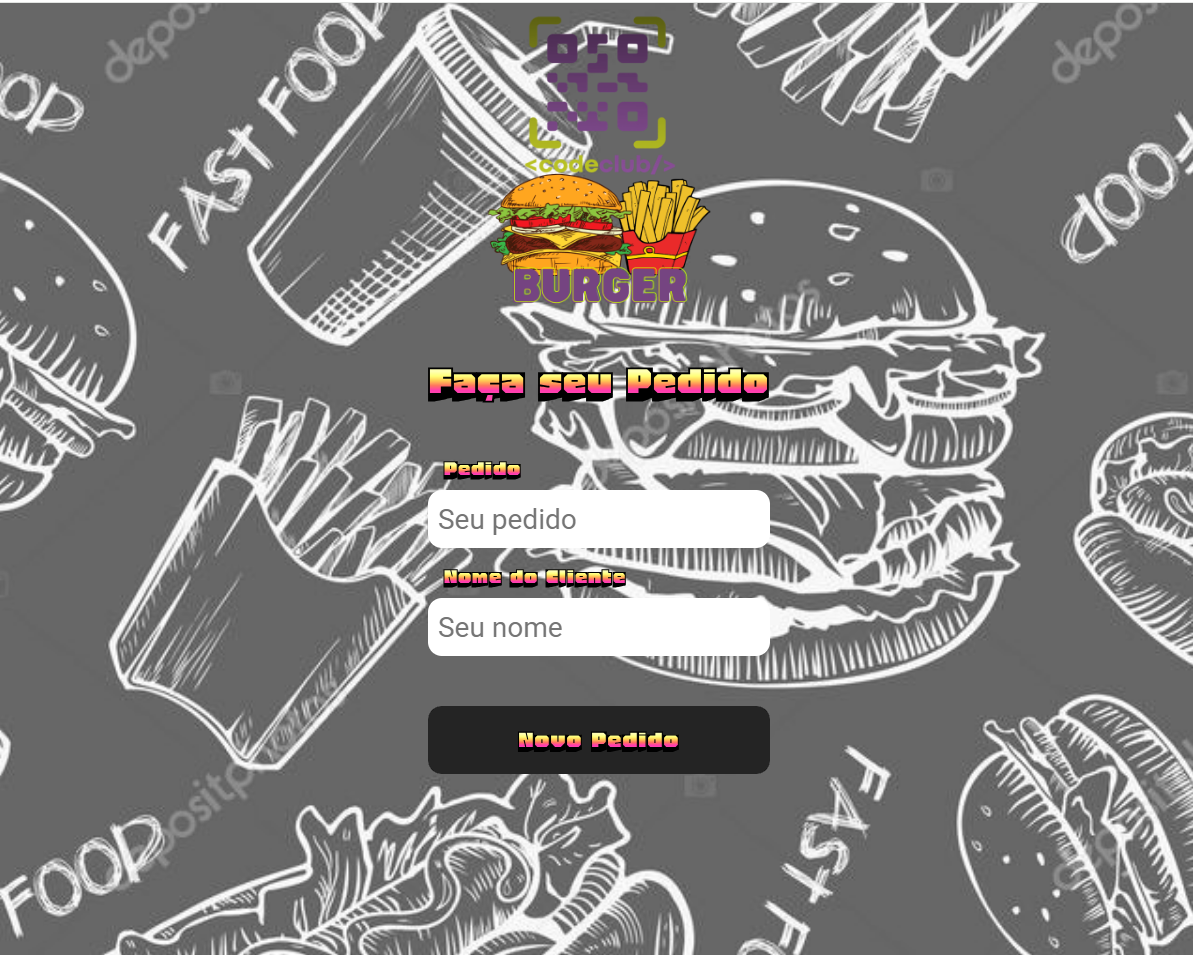 depositphotos
FAST FOOD
FOOD
<codeclub/>
BURGER
FOOD
Faça seu Pedido
Pedido
Seu pedido
Nome do Cliente
Seu nome
Novo Pedido
FOOD
FAST FOOD